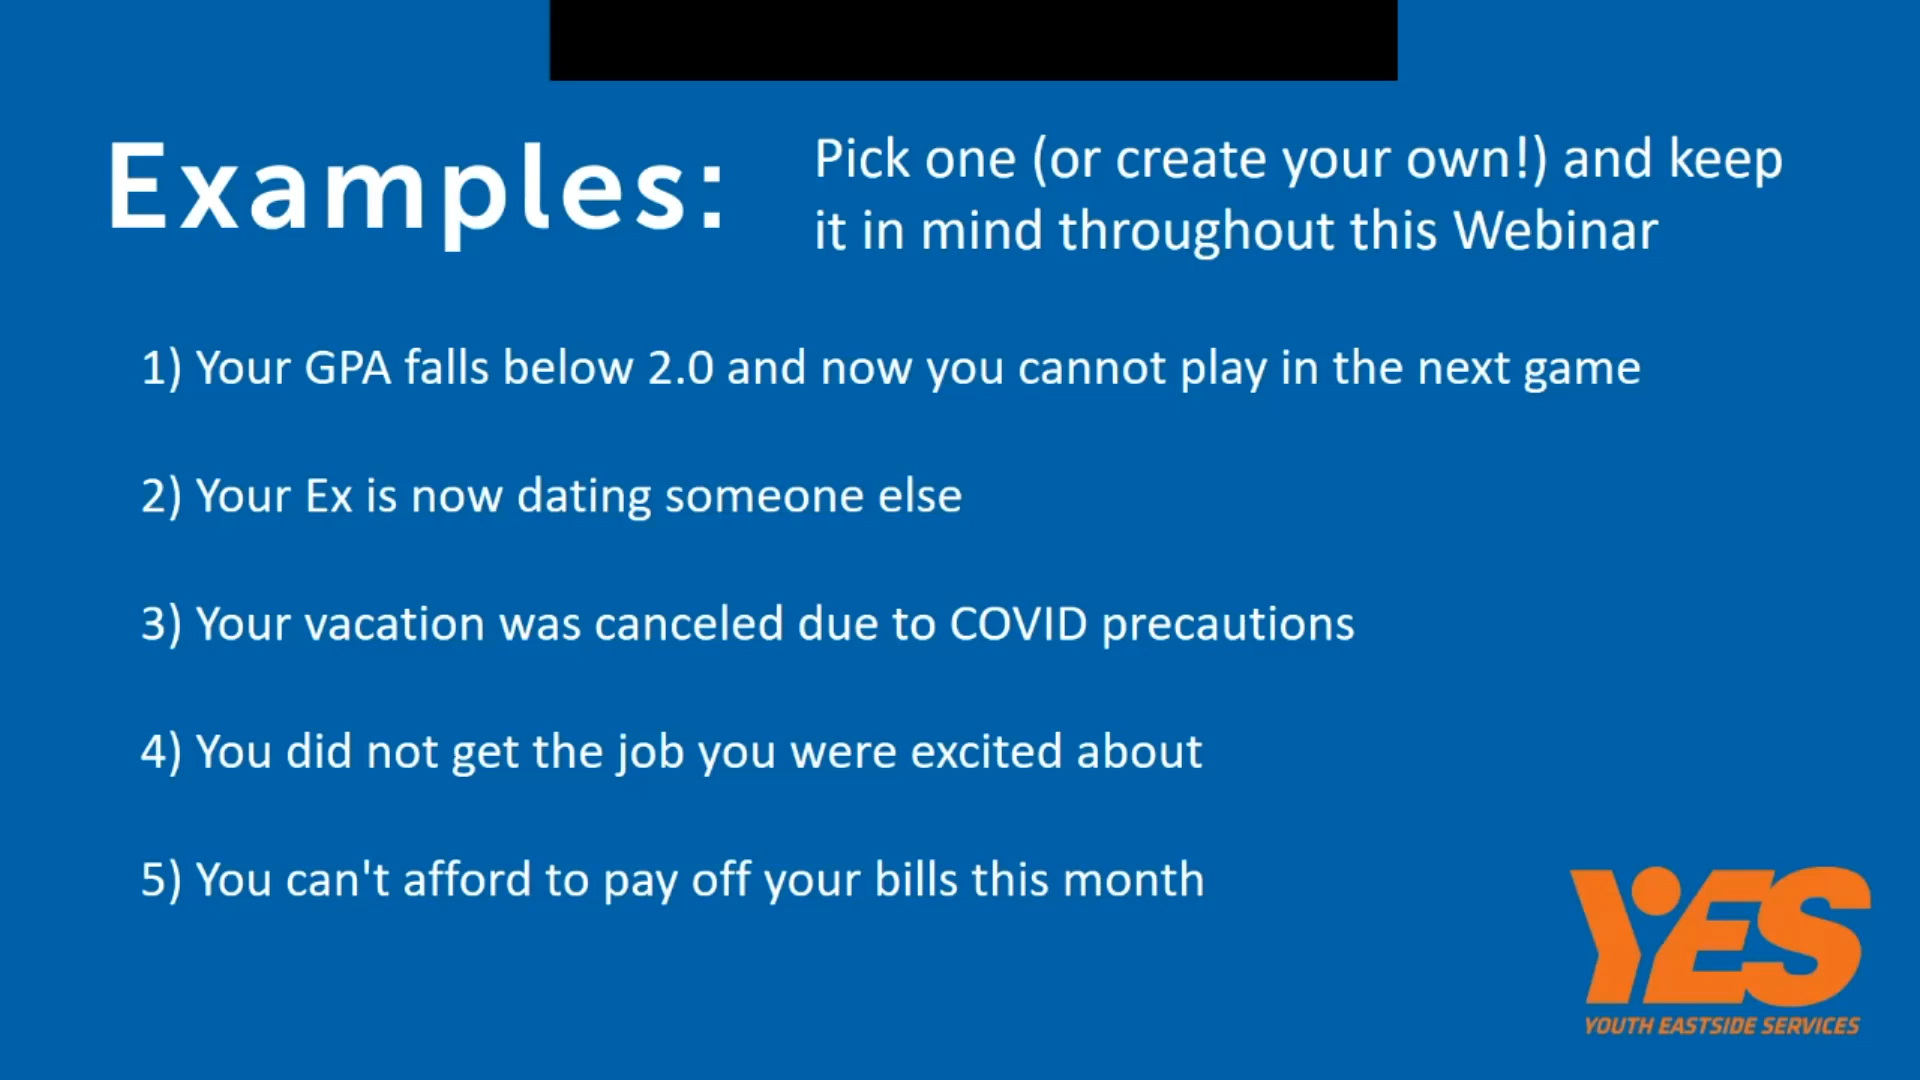 Examples:
Pick one (or create your own!) and keep
it in mind throughout this Webinar
1) Your GPA falls below 2.0 and now you cannot play in the next game
2) Your Ex is now dating someone else
3) Your vacation was canceled due to COVID precautions
4) You did not get the job you were excited about
5) You can't afford to pay off your bills this month
YES
YOUTH EASTSIDE SERVICES